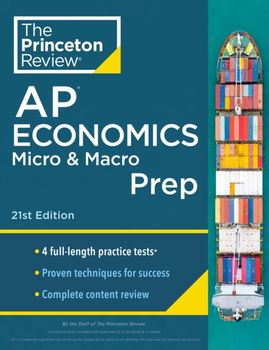 The
Princeton
Review®
AP®
ECONOMICS
Micro & Macro
Prep
21st Edition
• 4 full-length practice tests*
• Proven techniques for success
• Complete content review
By the Staff of The Princeton Review